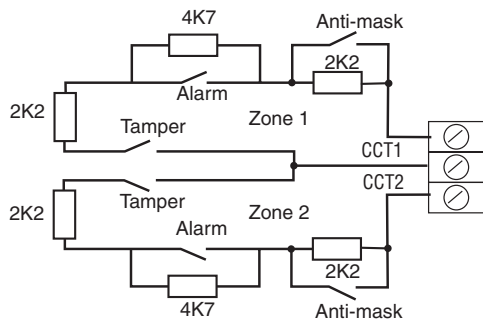 4K7
Anti-mask
2K2
Alarm
2K2
Zone 1
Tamper
CCT1
CCT2
Tamper
2K2
Zone 2
Alarm
2K2
4K7
Anti-mask